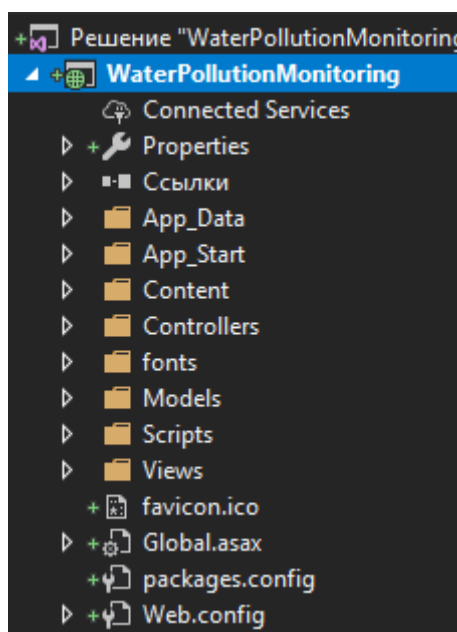 Решение "WaterPollutionMonitoring
WaterPollutionMonitoring
Connected Services
Properties
Ссылки
App_Data
App_Start
Content
Controllers
fonts
Models
Scripts
Views
favicon.ico
Global.asax
packages.config
Web.config